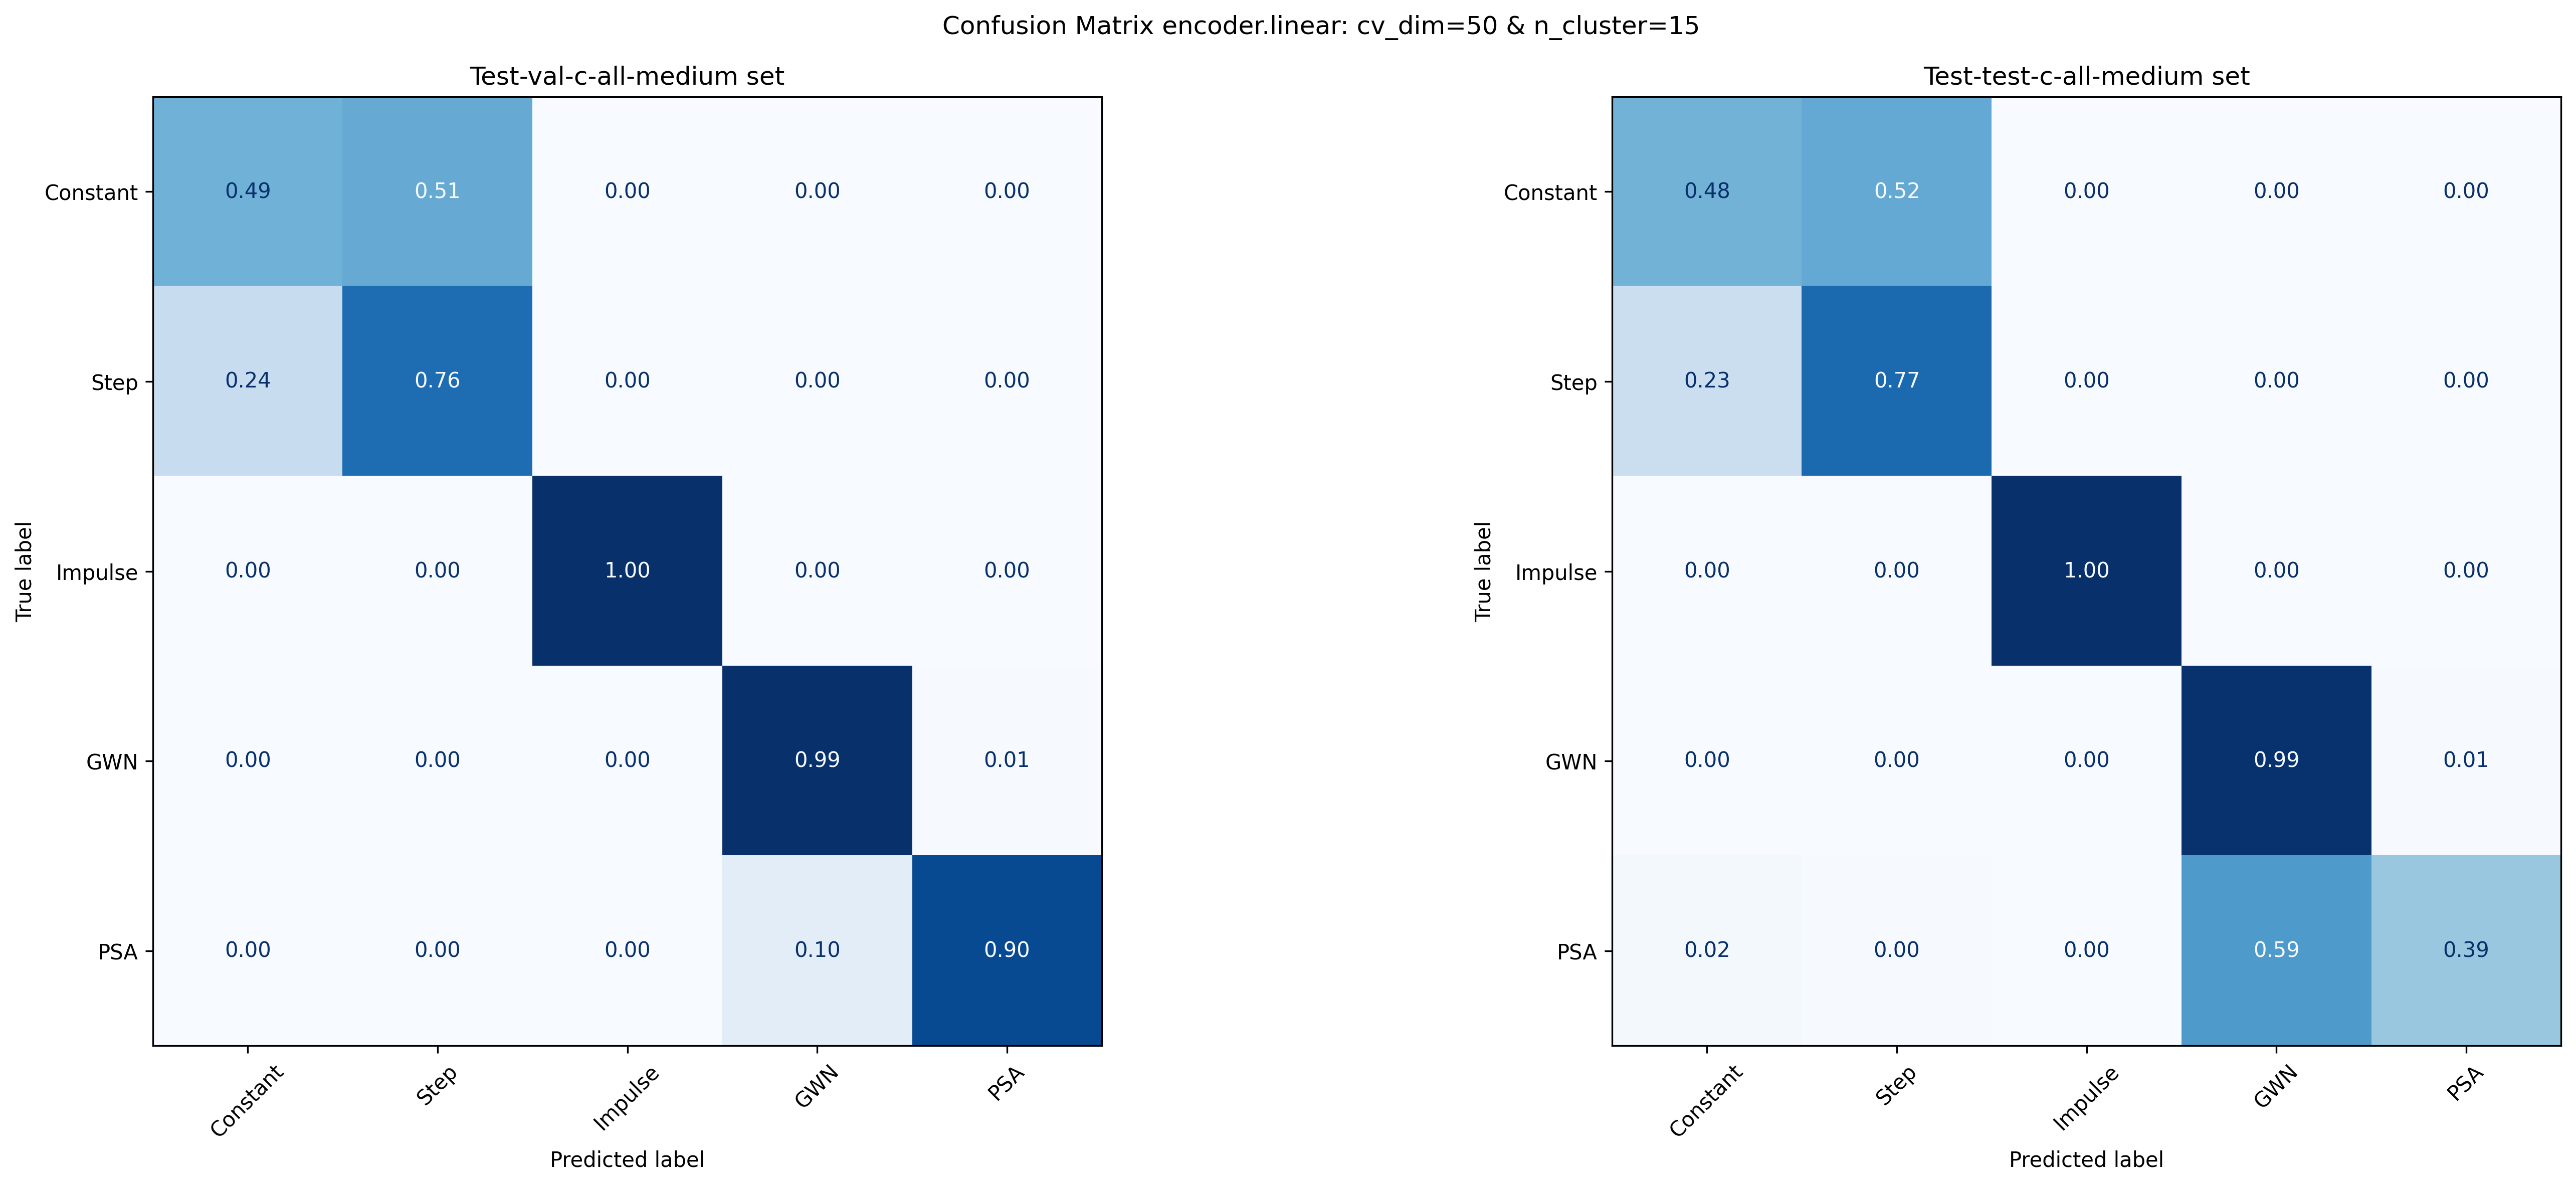 Confusion Matrix encoder.linear: cv_dim=50 & n_cluster=15
Test-val-c-all-medium set
True label
Constant 0.49 0.51 0.00 0.00 0.00
Step 0.24 0.76 0.00 0.00 0.00
Impulse 0.00 0.00 1.00 0.00 0.00
GWN 0.00 0.00 0.00 0.99 0.01
PSA 0.00 0.00 0.00 0.10 0.90
Constant Step Impulse GWN PSA
Predicted label
Test-test-c-all-medium set
True label
Constant 0.48 0.52 0.00 0.00 0.00
Step 0.23 0.77 0.00 0.00 0.00
Impulse 0.00 0.00 1.00 0.00 0.00
GWN 0.00 0.00 0.00 0.99 0.01
PSA 0.02 0.00 0.00 0.59 0.39
Constant Step Impulse GWN PSA
Predicted label